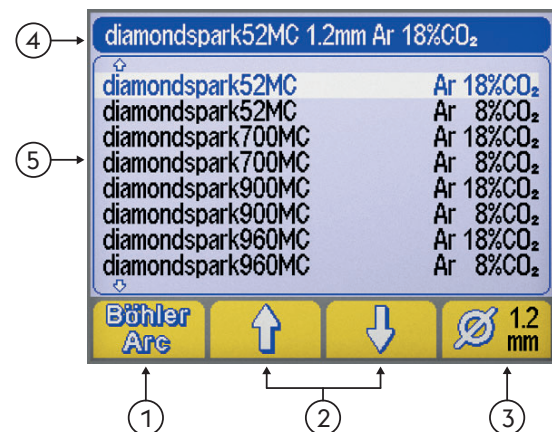 ④ diamondspark52MC 1.2mm Ar 18%CO₂
diamondspark52MC Ar 18%CO₂
diamondspark52MC Ar 8%CO₂
⑤ diamondspark700MC Ar 18%CO₂
diamondspark700MC Ar 8%CO₂
diamondspark900MC Ar 18%CO₂
diamondspark900MC Ar 8%CO₂
diamondspark960MC Ar 18%CO₂
diamondspark960MC Ar 8%CO₂
Böhler Ø 1.2
Arc mm
① ② ③